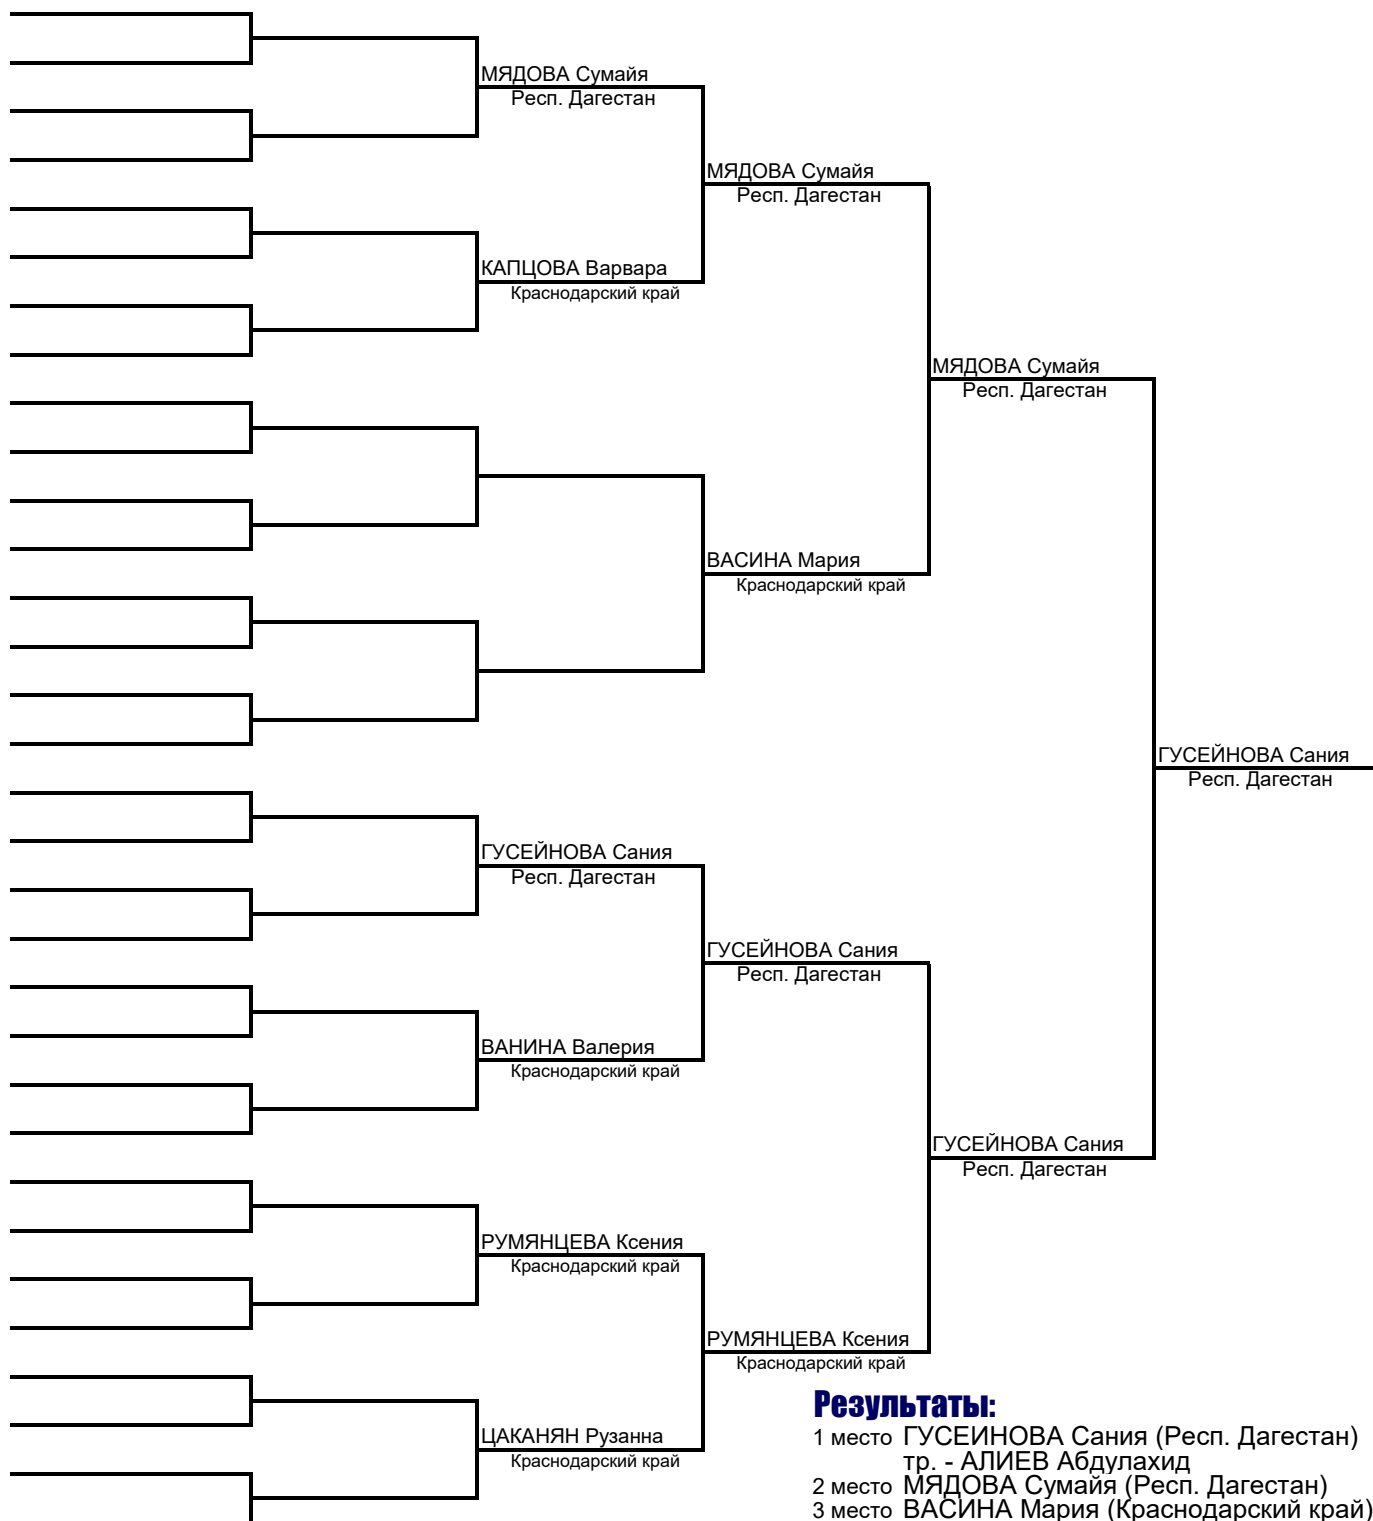 МЯДОВА Сумайя
Респ. Дагестан
МЯДОВА Сумайя
Респ. Дагестан
КАПЦОВА Варвара
Краснодарский край
МЯДОВА Сумайя
Респ. Дагестан
ВАСИНА Мария
Краснодарский край
ГУСЕЙНОВА Сания
Респ. Дагестан
ГУСЕЙНОВА Сания
Респ. Дагестан
ГУСЕЙНОВА Сания
Респ. Дагестан
ВАНИНА Валерия
Краснодарский край
ГУСЕЙНОВА Сания
Респ. Дагестан
РУМЯНЦЕВА Ксения
Краснодарский край
РУМЯНЦЕВА Ксения
Краснодарский край
ЦАКАНЯН Рузанна
Краснодарский край
Результаты:
1 место ГУСЕЙНОВА Сания (Респ. Дагестан)
тр. - АЛИЕВ Абдулахид
2 место МЯДОВА Сумайя (Респ. Дагестан)
3 место ВАСИНА Мария (Краснодарский край)